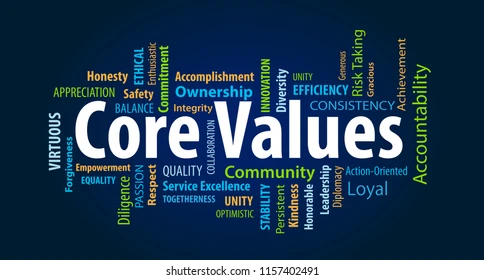 Honesty
APPRECIATION
ETHICAL
Enthusiastic
Commitment
Safety
BALANCE
Accomplishment
Ownership
Integrity
COLLABORATION
INNOVATION
Diversity
UNITY
EFFICIENCY
CONSISTENCY
Generous
Risk Taking
Gracious
Achievement
Accountability
Core Values
VIRTUOUS
Forgiveness
Empowerment
EQUALITY
Diligence
PASSION
Respect
QUALITY
Service Excellence
TOGETHERNESS
UNITY
OPTIMISTIC
Community
STABILITY
Persistent
Kindness
Honorable
Leadership
Diplomacy
Action-Oriented
Loyal
shutterstock.com · 1157402491